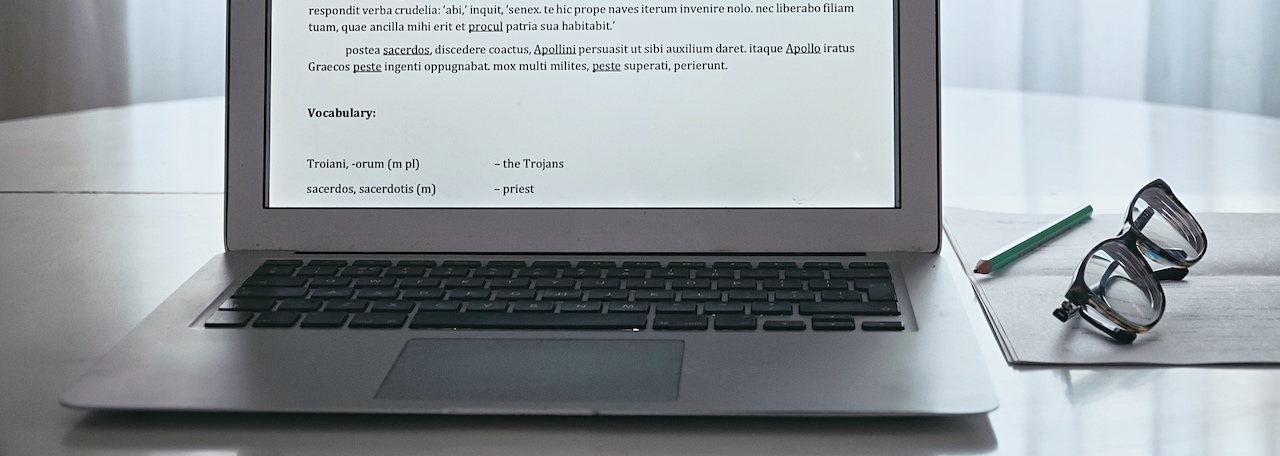 respondit verba crudelia: ‘abi,’ inquit, ‘senex. te hic prope naves iterum invenire nolo. nec liberabo filiam
tuam, quae ancilla mihi erit et procul patria sua habitabit.’
postea sacerdos, discedere coactus, Apollini persuasit ut sibi auxilium daret. itaque Apollo iratus
Graecos peste ingenti oppugnabat. mox multi milites, peste superati, perierunt.
Vocabulary:
Troiani, -orum (m pl) – the Trojans
sacerdos, sacerdotis (m) – priest